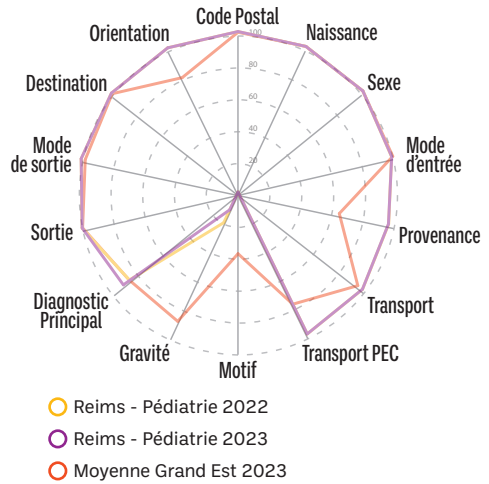 Code Postal
Naissance
Sexe
Mode
d'entrée
Provenance
Transport
Transport PEC
Motif
Gravité
Diagnostic
Principal
Sortie
Mode
de sortie
Destination
Orientation
100
80
60
40
20
Reims - Pédiatrie 2022
Reims - Pédiatrie 2023
Moyenne Grand Est 2023